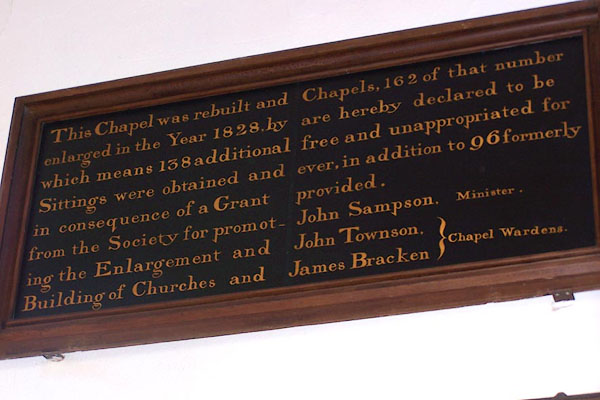 This Chapel was rebuilt and
enlarged in the Year 1828, by
which means 138 additional
Sittings were obtained and
in consequence of a Grant
from the Society for promot-
ing the Enlargement and
Building of Churches and
Chapels, 162 of that number
are hereby declared to be
free and unappropriated for
ever, in addition to 96 formerly
provided.
John Sampson. Minister.
John Townson.
James Bracken } Chapel Wardens.